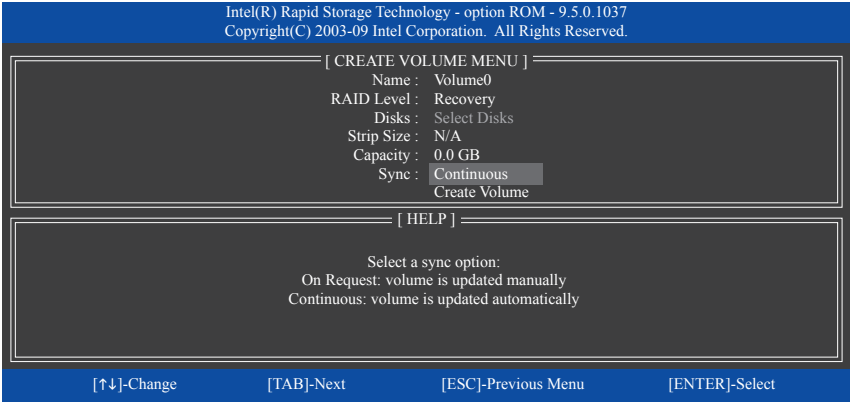 Intel(R) Rapid Storage Technology - option ROM - 9.5.0.1037
Copyright(C) 2003-09 Intel Corporation.  All Rights Reserved.
[ CREATE VOLUME MENU ]
Name :  Volume0
RAID Level :  Recovery
Disks :  Select Disks
Strip Size :  N/A
Capacity :  0.0 GB
Sync :  Continuous
Create Volume
[ HELP ]
Select a sync option:
On Request: volume is updated manually
Continuous: volume is updated automatically
[↑↓]-Change  [TAB]-Next  [ESC]-Previous Menu  [ENTER]-Select